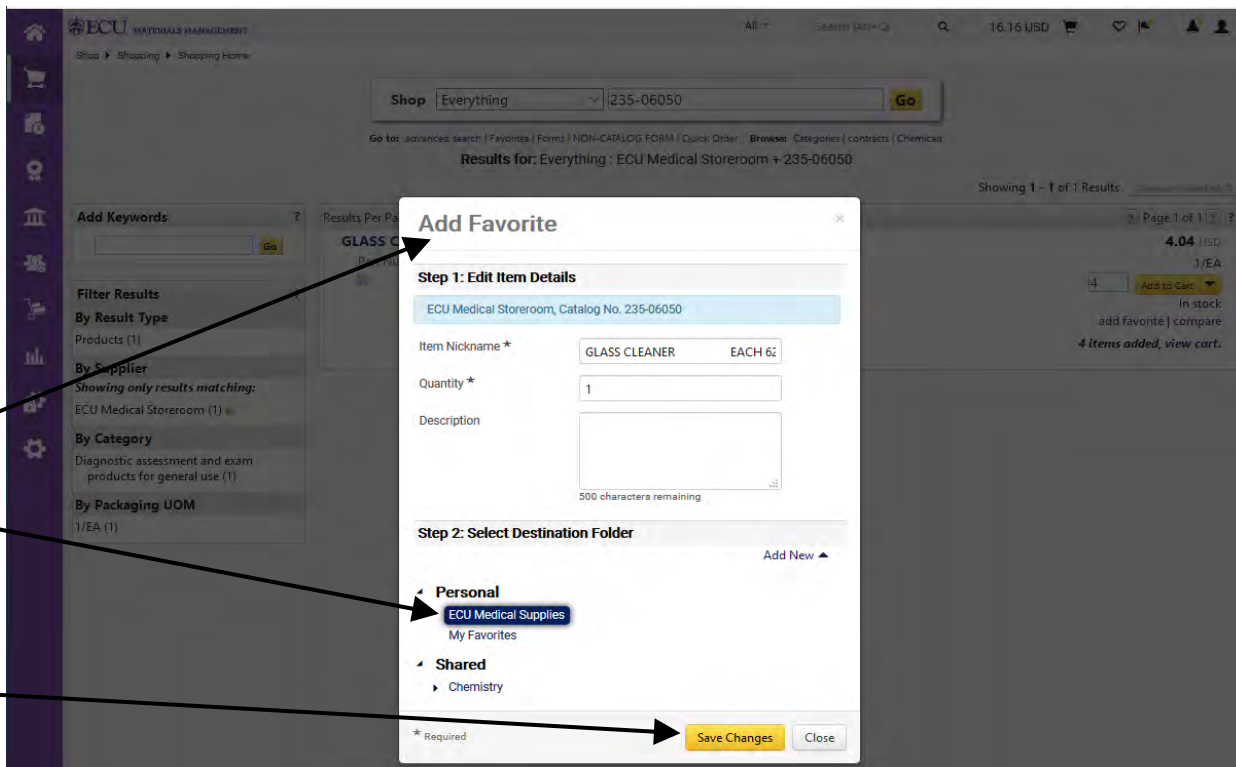 ECU MATERIALS MANAGEMENT
All
16.16 USD
Shop Shopping Shopping Home
Shop Everything 235-06050 Go
Go to: advanced search | Favorites | Forms | NON-CATALOG FORM | Quick Order Browse: Categories | contracts | Chemicals
Results for: Everything : ECU Medical Storeroom + 235-06050
Showing 1 - 1 of 1 Results
Add Keywords ?
Go
Results Per Pa
Page 1 of 1 ?
GLASS C
4.04 USD
1/EA
4 Add to Cart
In stock
add favorite | compare
4 items added, view cart.
Filter Results
By Result Type
Products (1)
By Supplier
Showing only results matching:
ECU Medical Storeroom (1)
By Category
Diagnostic assessment and exam
products for general use (1)
By Packaging UOM
1/EA (1)
Add Favorite ×
Step 1: Edit Item Details
ECU Medical Storeroom, Catalog No. 235-06050
Item Nickname * GLASS CLEANER EACH 62
Quantity * 1
Description
500 characters remaining
Step 2: Select Destination Folder
Add New
Personal
ECU Medical Supplies
My Favorites
Shared
Chemistry
* Required Save Changes Close